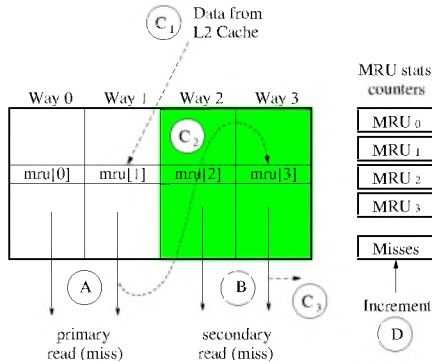 C1
Data from
L2 Cache
MRU stats
counters
Way 0 Way 1 Way 2 Way 3
C2
MRU 0
MRU 1
mru[0] mru[1] mru[2] mru[3]
MRU 2
MRU 3
Misses
A B
C3
Increment
primary
read (miss)
secondary
read (miss)
D